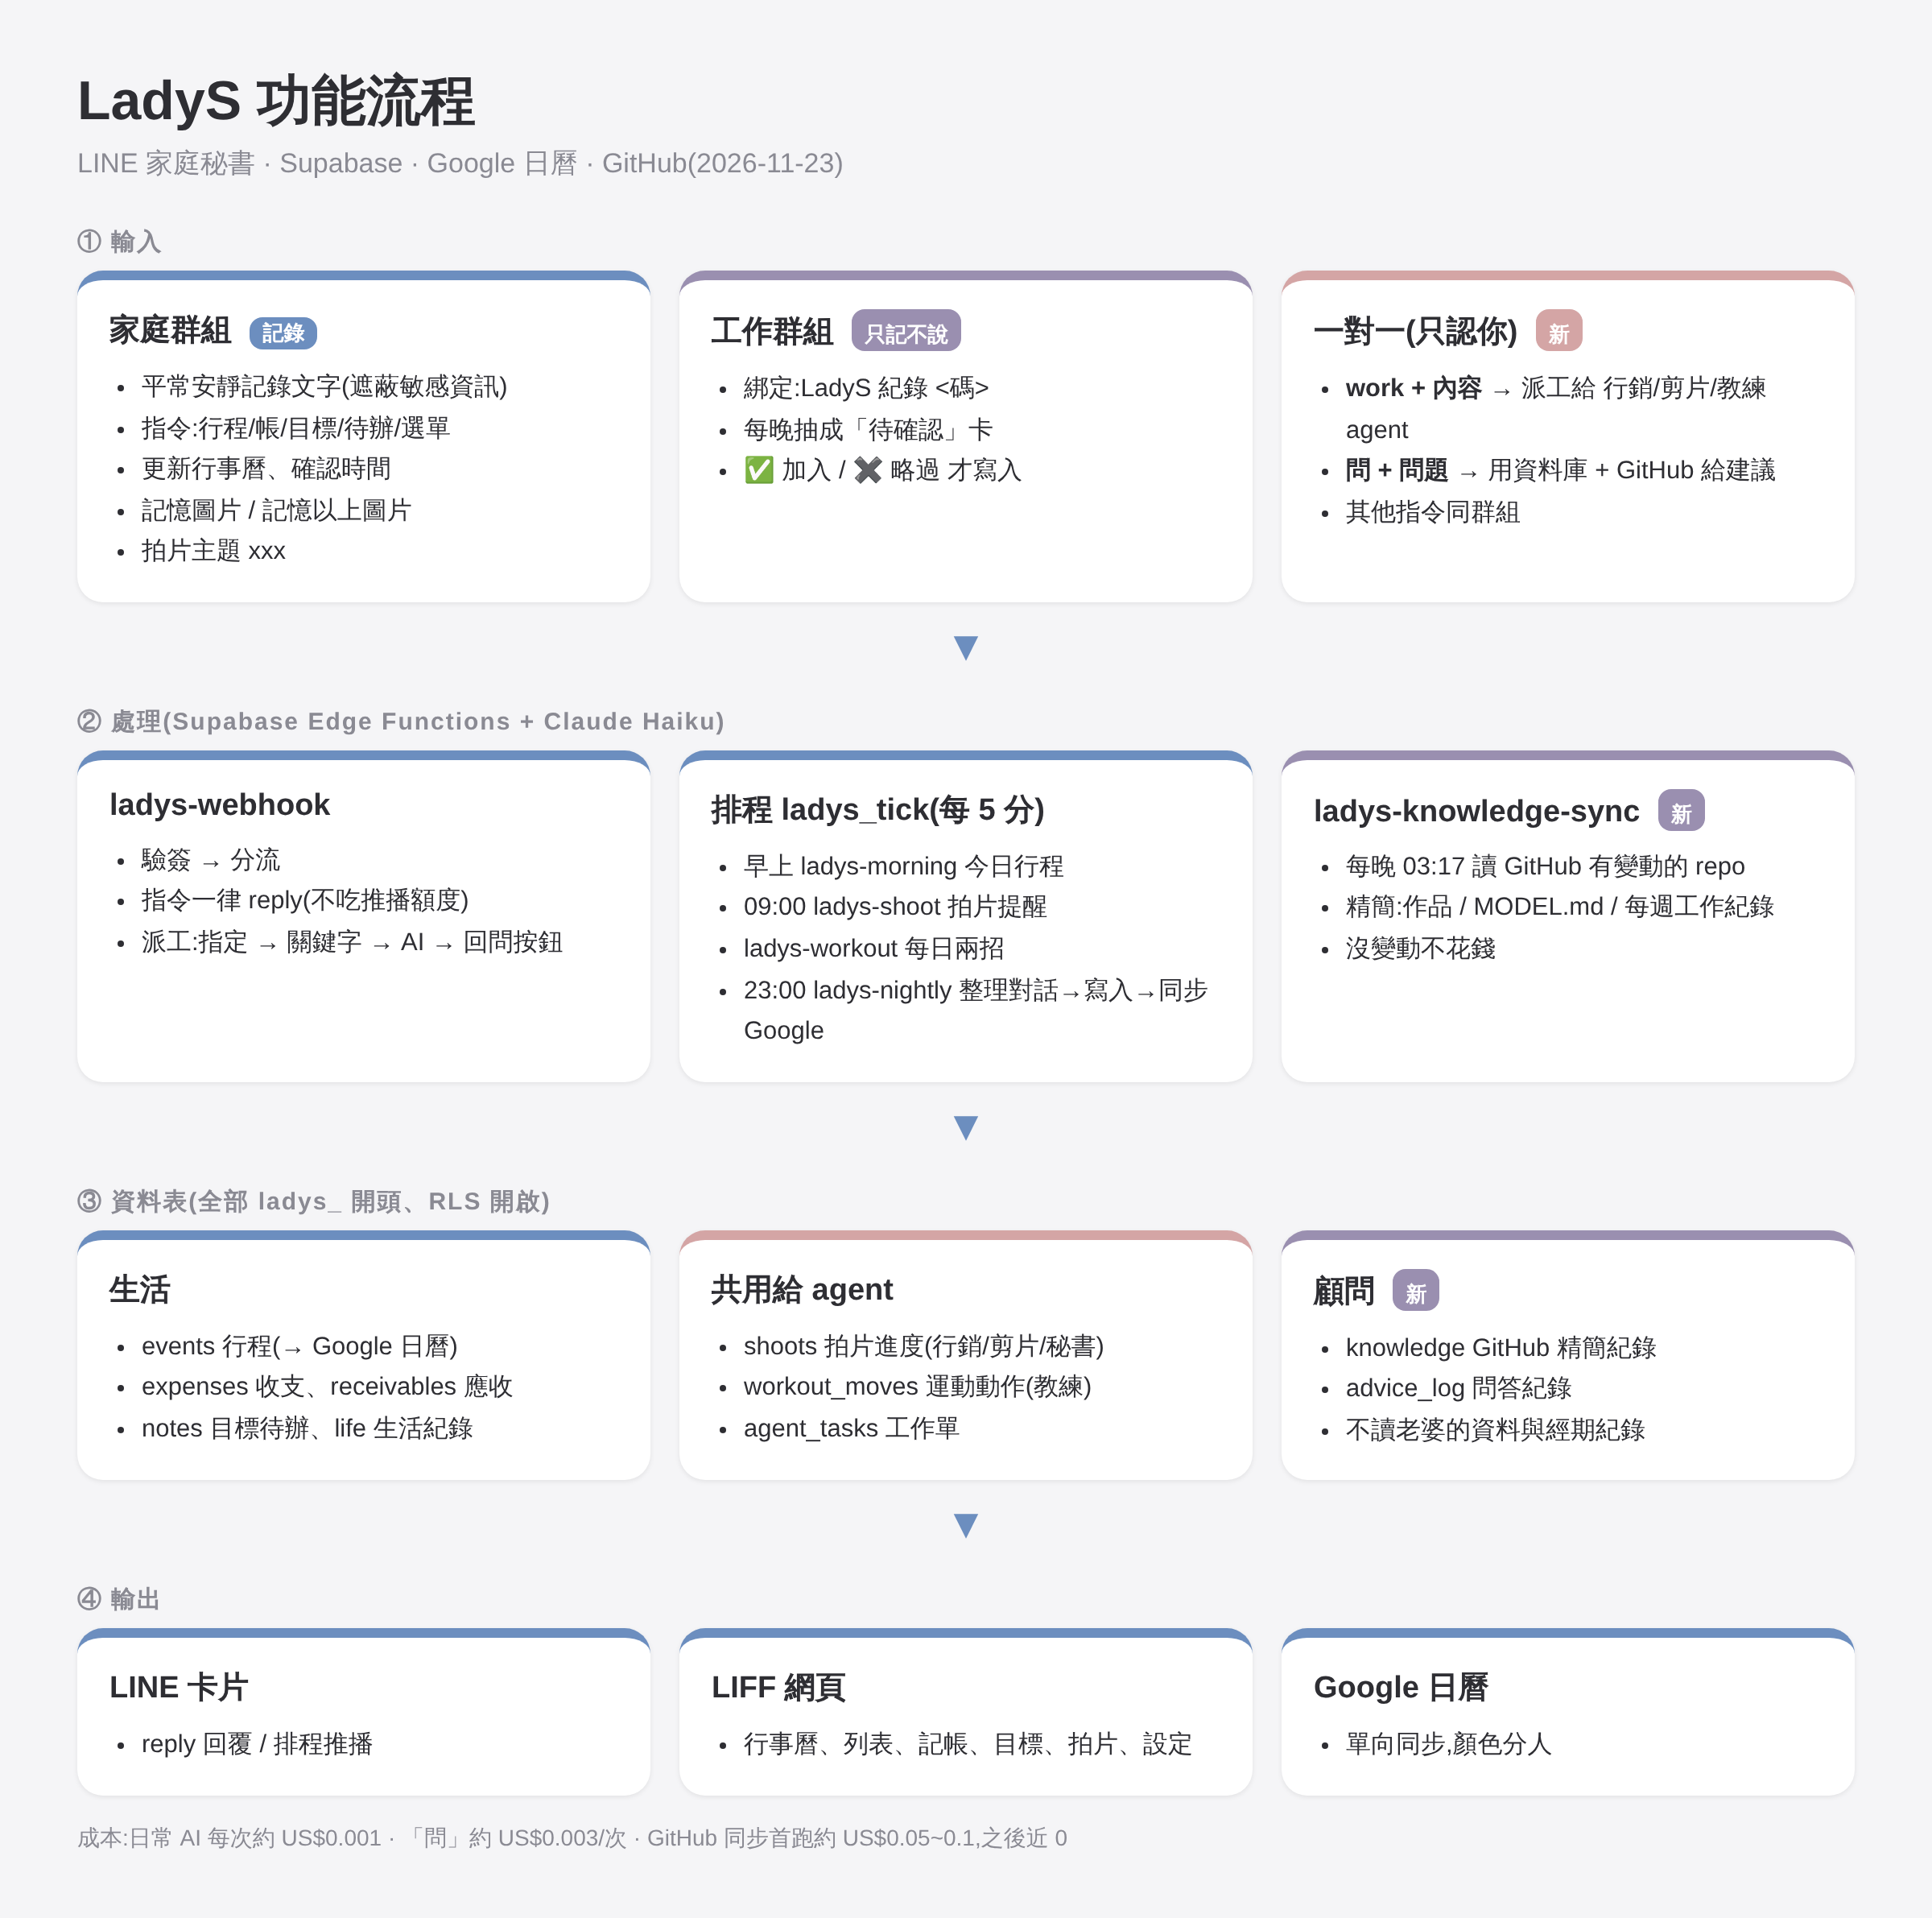 LadyS 功能流程
LINE 家庭秘書 · Supabase · Google 日曆 · GitHub(2026-11-23)
① 輸入
家庭群組 記錄
• 平常安靜記錄文字(遮蔽敏感資訊)
• 指令:行程/帳/目標/待辦/選單
• 更新行事曆、確認時間
• 記憶圖片 / 記憶以上圖片
• 拍片主題 xxx
工作群組 只記不說
• 綁定:LadyS 紀錄 <碼>
• 每晚抽成「待確認」卡
• ✅ 加入 / ✖️ 略過 才寫入
一對一(只認你) 新
• work + 內容 → 派工給 行銷/剪片/教練
agent
• 問 + 問題 → 用資料庫 + GitHub 給建議
• 其他指令同群組
▼
② 處理(Supabase Edge Functions + Claude Haiku)
ladys-webhook
• 驗簽 → 分流
• 指令一律 reply(不吃推播額度)
• 派工:指定 → 關鍵字 → AI → 回問按鈕
排程 ladys_tick(每 5 分)
• 早上 ladys-morning 今日行程
• 09:00 ladys-shoot 拍片提醒
• ladys-workout 每日兩招
• 23:00 ladys-nightly 整理對話→寫入→同步
Google
ladys-knowledge-sync 新
• 每晚 03:17 讀 GitHub 有變動的 repo
• 精簡:作品 / MODEL.md / 每週工作紀錄
• 沒變動不花錢
▼
③ 資料表(全部 ladys_ 開頭、RLS 開啟)
生活
• events 行程(→ Google 日曆)
• expenses 收支、receivables 應收
• notes 目標待辦、life 生活紀錄
共用給 agent
• shoots 拍片進度(行銷/剪片/秘書)
• workout_moves 運動動作(教練)
• agent_tasks 工作單
顧問 新
• knowledge GitHub 精簡紀錄
• advice_log 問答紀錄
• 不讀老婆的資料與經期紀錄
▼
④ 輸出
LINE 卡片
• reply 回覆 / 排程推播
LIFF 網頁
• 行事曆、列表、記帳、目標、拍片、設定
Google 日曆
• 單向同步,顏色分人
成本:日常 AI 每次約 US$0.001 · 「問」約 US$0.003/次 · GitHub 同步首跑約 US$0.05~0.1,之後近 0